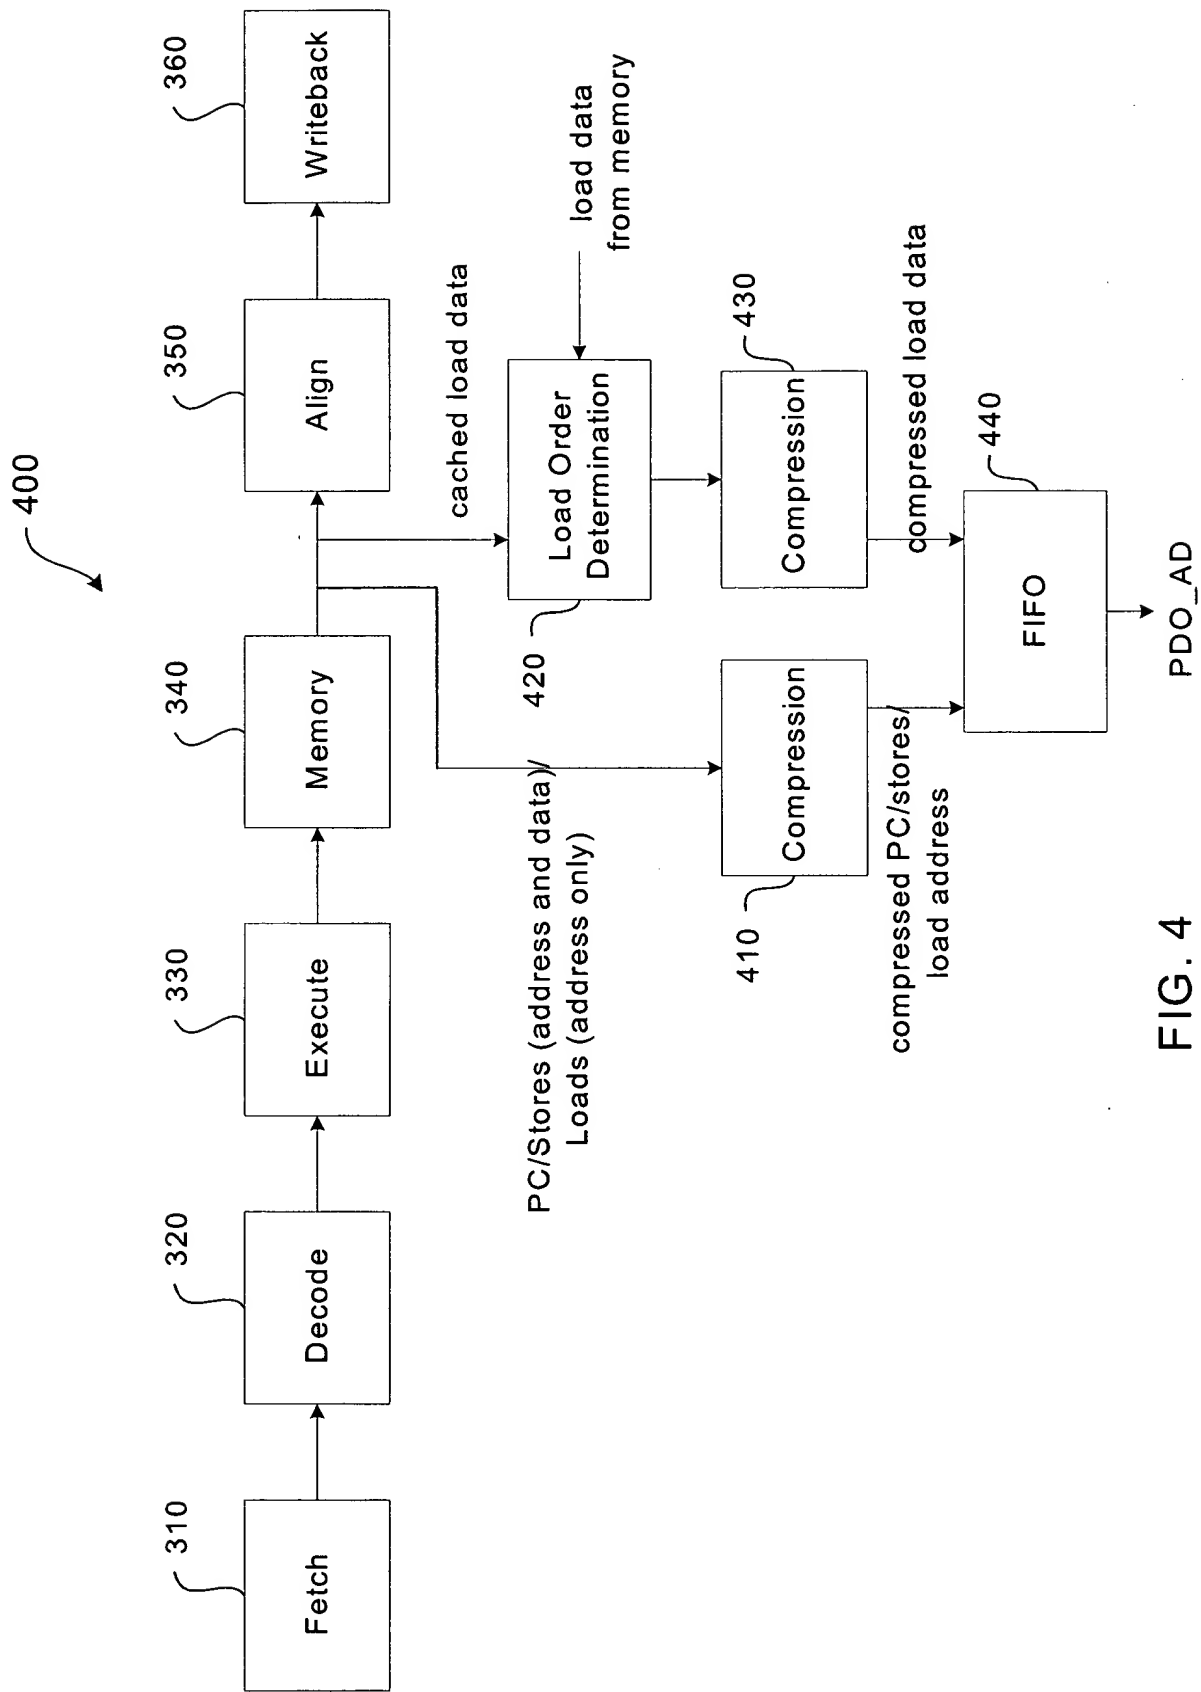 400
310
320
330
340
350
360
Fetch
Decode
Execute
Memory
Align
Writeback
PC/Stores (address and data)/
Loads (address only)
cached load data
load data
from memory
420
Load Order
Determination
410
430
Compression
Compression
compressed PC/stores/
load address
compressed load data
440
FIFO
PDO_AD
FIG. 4